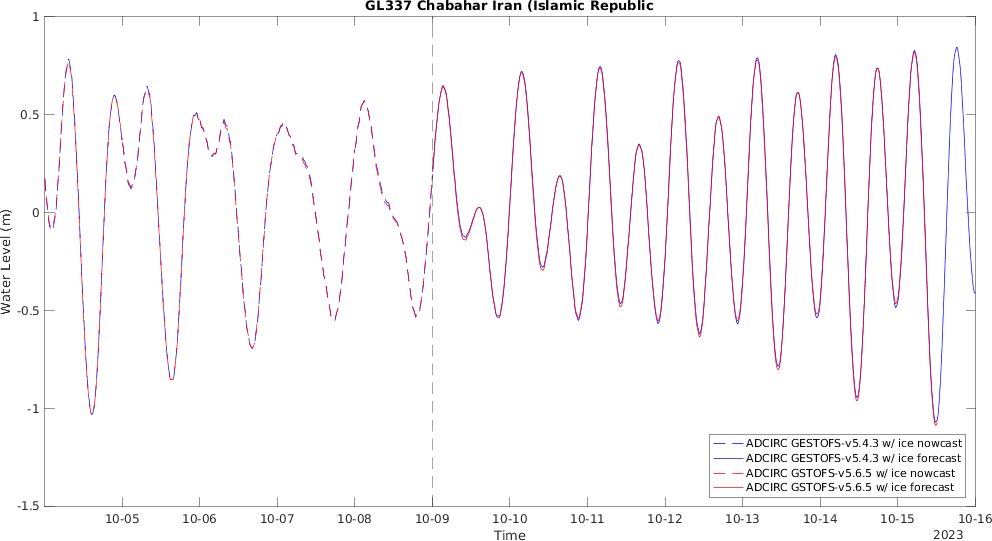 GL337 Chabahar Iran (Islamic Republic
Water Level (m)
1
0.5
0
-0.5
-1
-1.5
10-05 10-06 10-07 10-08 10-09 10-10 10-11 10-12 10-13 10-14 10-15 10-16
Time
2023
ADCIRC GESTOFS-v5.4.3 w/ ice nowcast
ADCIRC GESTOFS-v5.4.3 w/ ice forecast
ADCIRC GSTOFS-v5.6.5 w/ ice nowcast
ADCIRC GSTOFS-v5.6.5 w/ ice forecast